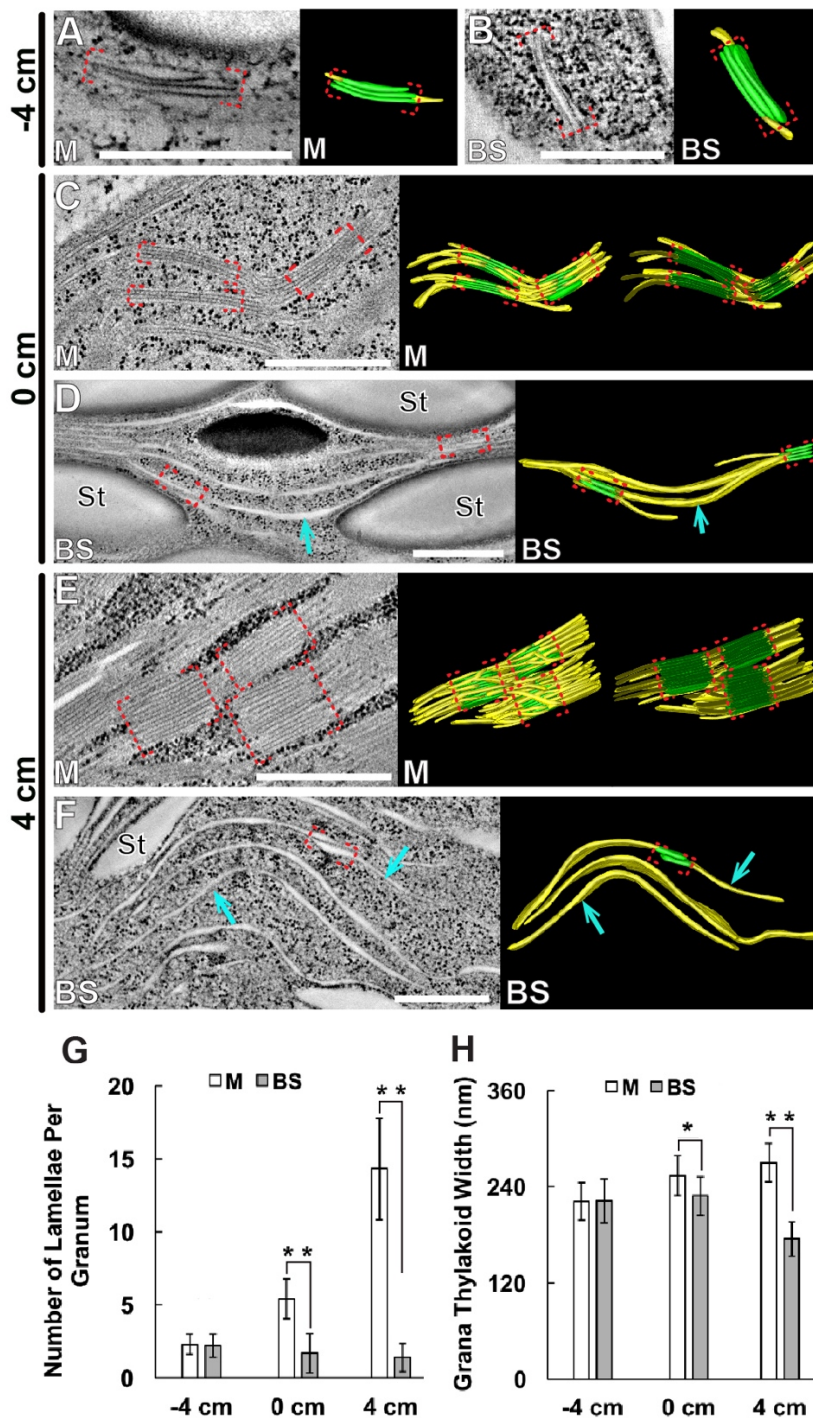 -4 cm
A
M
M
B
BS
BS
0 cm
C
M
M
D
St
St
St
BS
BS
4 cm
E
M
M
F
St
BS
BS
G
M BS
* *
* *
Number of Lamellae Per
Granum
20
15
10
5
0
-4 cm 0 cm 4 cm
H
M BS
*
* *
Grana Thylakoid Width (nm)
360
240
120
0
-4 cm 0 cm 4 cm